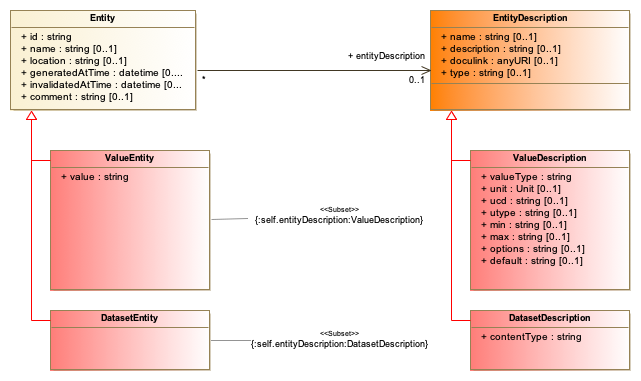 Entity
+ id : string
+ name : string [0..1]
+ location : string [0..1]
+ generatedAtTime : datetime [0....
+ invalidatedAtTime : datetime [0...
+ comment : string [0..1]
+ entityDescription
*
0..1
EntityDescription
+ name : string [0..1]
+ description : string [0..1]
+ doculink : anyURI [0..1]
+ type : string [0..1]
ValueEntity
+ value : string
<<Subset>>
{:self.entityDescription:ValueDescription}
ValueDescription
+ valueType : string
+ unit : Unit [0..1]
+ ucd : string [0..1]
+ utype : string [0..1]
+ min : string [0..1]
+ max : string [0..1]
+ options : string [0..1]
+ default : string [0..1]
DatasetEntity
<<Subset>>
{:self.entityDescription:DatasetDescription}
DatasetDescription
+ contentType : string